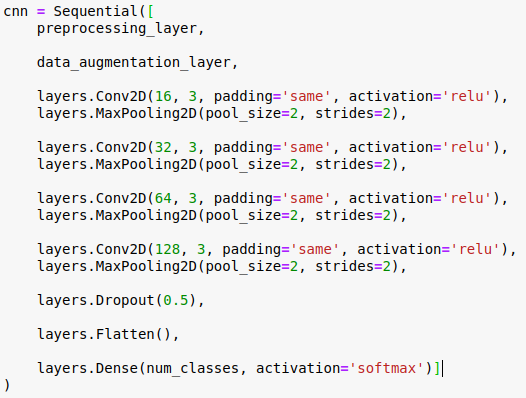 cnn = Sequential([
    preprocessing_layer,

    data_augmentation_layer,

    layers.Conv2D(16, 3, padding='same', activation='relu'),
    layers.MaxPooling2D(pool_size=2, strides=2),

    layers.Conv2D(32, 3, padding='same', activation='relu'),
    layers.MaxPooling2D(pool_size=2, strides=2),

    layers.Conv2D(64, 3, padding='same', activation='relu'),
    layers.MaxPooling2D(pool_size=2, strides=2),

    layers.Conv2D(128, 3, padding='same', activation='relu'),
    layers.MaxPooling2D(pool_size=2, strides=2),

    layers.Dropout(0.5),

    layers.Flatten(),

    layers.Dense(num_classes, activation='softmax')]
)